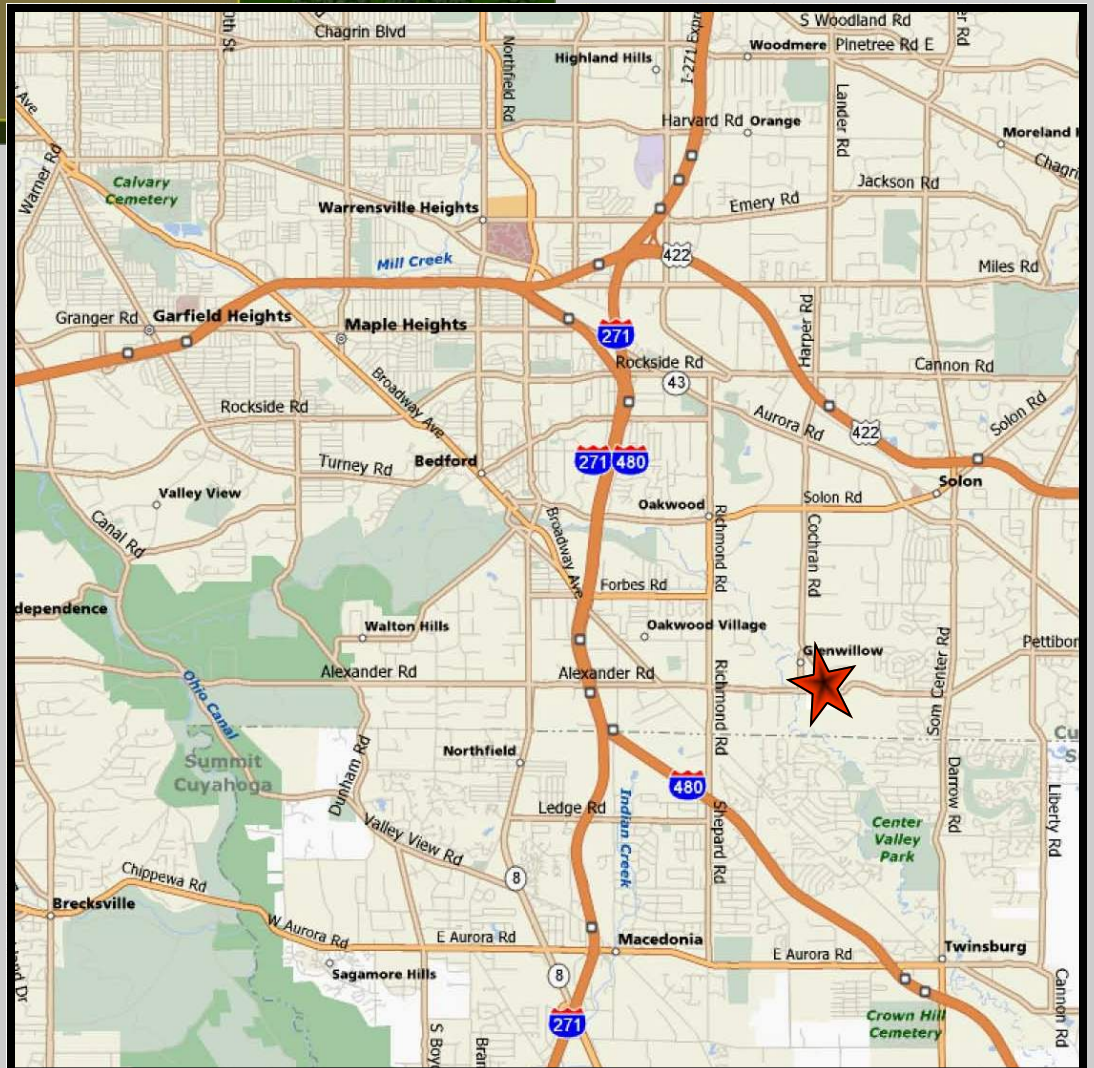 S Woodland Rd
Chagrin Blvd
Northfield Rd
Highland Hills
Woodmere
Pinetree Rd E
Lander Rd
Harvard Rd
Orange
Warner Rd
Calvary
Cemetery
Warrensville Heights
Emery Rd
Jackson Rd
Mill Creek
422
Miles Rd
Granger Rd
Garfield Heights
Maple Heights
271
Harper Rd
Rockside Rd
43
Cannon Rd
Broadway Ave
Rockside Rd
Aurora Rd
Solon Rd
422
Turney Rd
Bedford
271
480
Solon
Valley View
Oakwood
Solon Rd
Canal Rd
Broadway Ave
Richmond Rd
Cochran Rd
Forbes Rd
dependence
Walton Hills
Oakwood Village
Glenwillow
Som Center Rd
Alexander Rd
Alexander Rd
Richmond Rd
Ohio Canal
Summit
Cuyahoga
Northfield
Dunham Rd
480
Darrow Rd
Liberty Rd
Ledge Rd
Indian Creek
Shepard Rd
Valley View Rd
Center
Valley
Park
8
Chippewa Rd
Brecksville
W Aurora Rd
E Aurora Rd
Macedonia
E Aurora Rd
Twinsburg
Sagamore Hills
8
271
Crown Hill
Cemetery
Cannon Rd